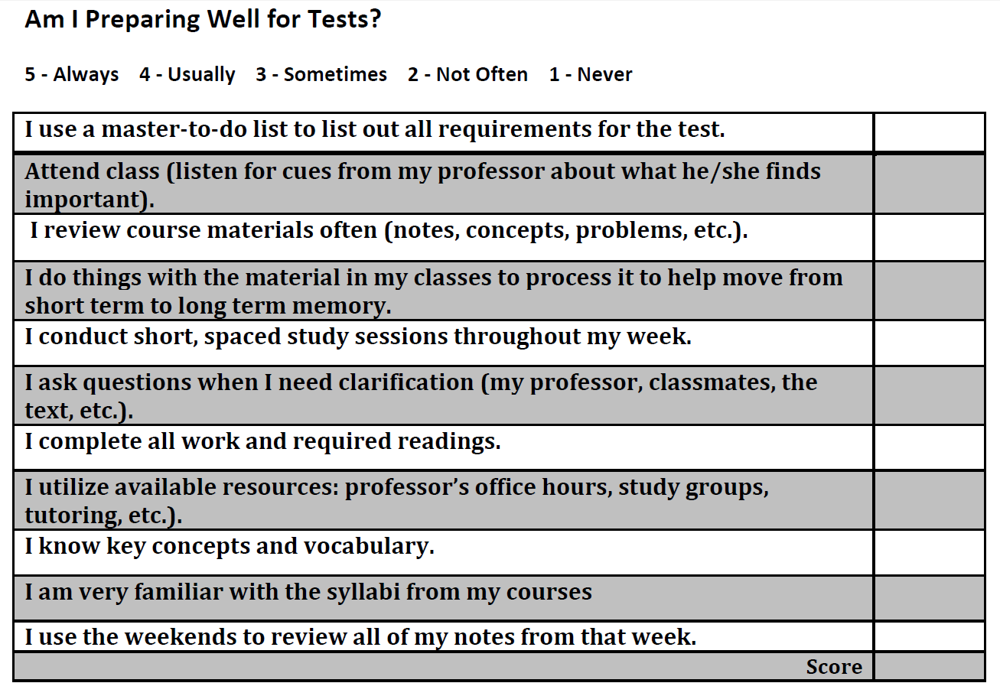 Am I Preparing Well for Tests?
5 - Always 4 - Usually 3 - Sometimes 2 - Not Often 1 - Never
I use a master-to-do list to list out all requirements for the test.
Attend class (listen for cues from my professor about what he/she finds
important).
I review course materials often (notes, concepts, problems, etc.).
I do things with the material in my classes to process it to help move from
short term to long term memory.
I conduct short, spaced study sessions throughout my week.
I ask questions when I need clarification (my professor, classmates, the
text, etc.).
I complete all work and required readings.
I utilize available resources: professor’s office hours, study groups,
tutoring, etc.).
I know key concepts and vocabulary.
I am very familiar with the syllabi from my courses
I use the weekends to review all of my notes from that week.
Score